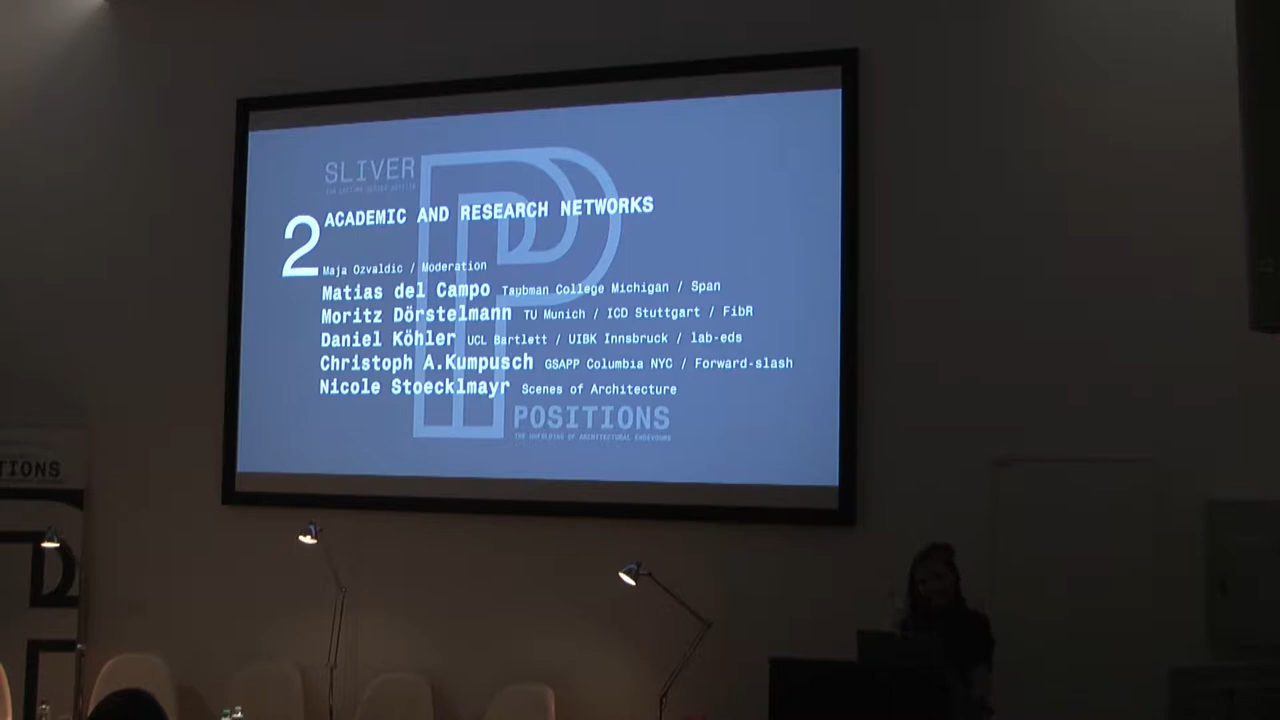 SLIVER
2 ACADEMIC AND RESEARCH NETWORKS
Maja Ozvaldic / Moderation
Matias del Campo Taubman College Michigan / Span
Moritz Dörstelmann TU Munich / ICD Stuttgart / FibR
Daniel Köhler UCL Bartlett / UIBK Innsbruck / lab-eds
Christoph A.Kumpusch GSAPP Columbia NYC / Forward-slash
Nicole Stoecklmayr Scenes of Architecture
POSITIONS
THE UNFOLDING OF ARCHITECTURAL ENDEVOURS
TIONS